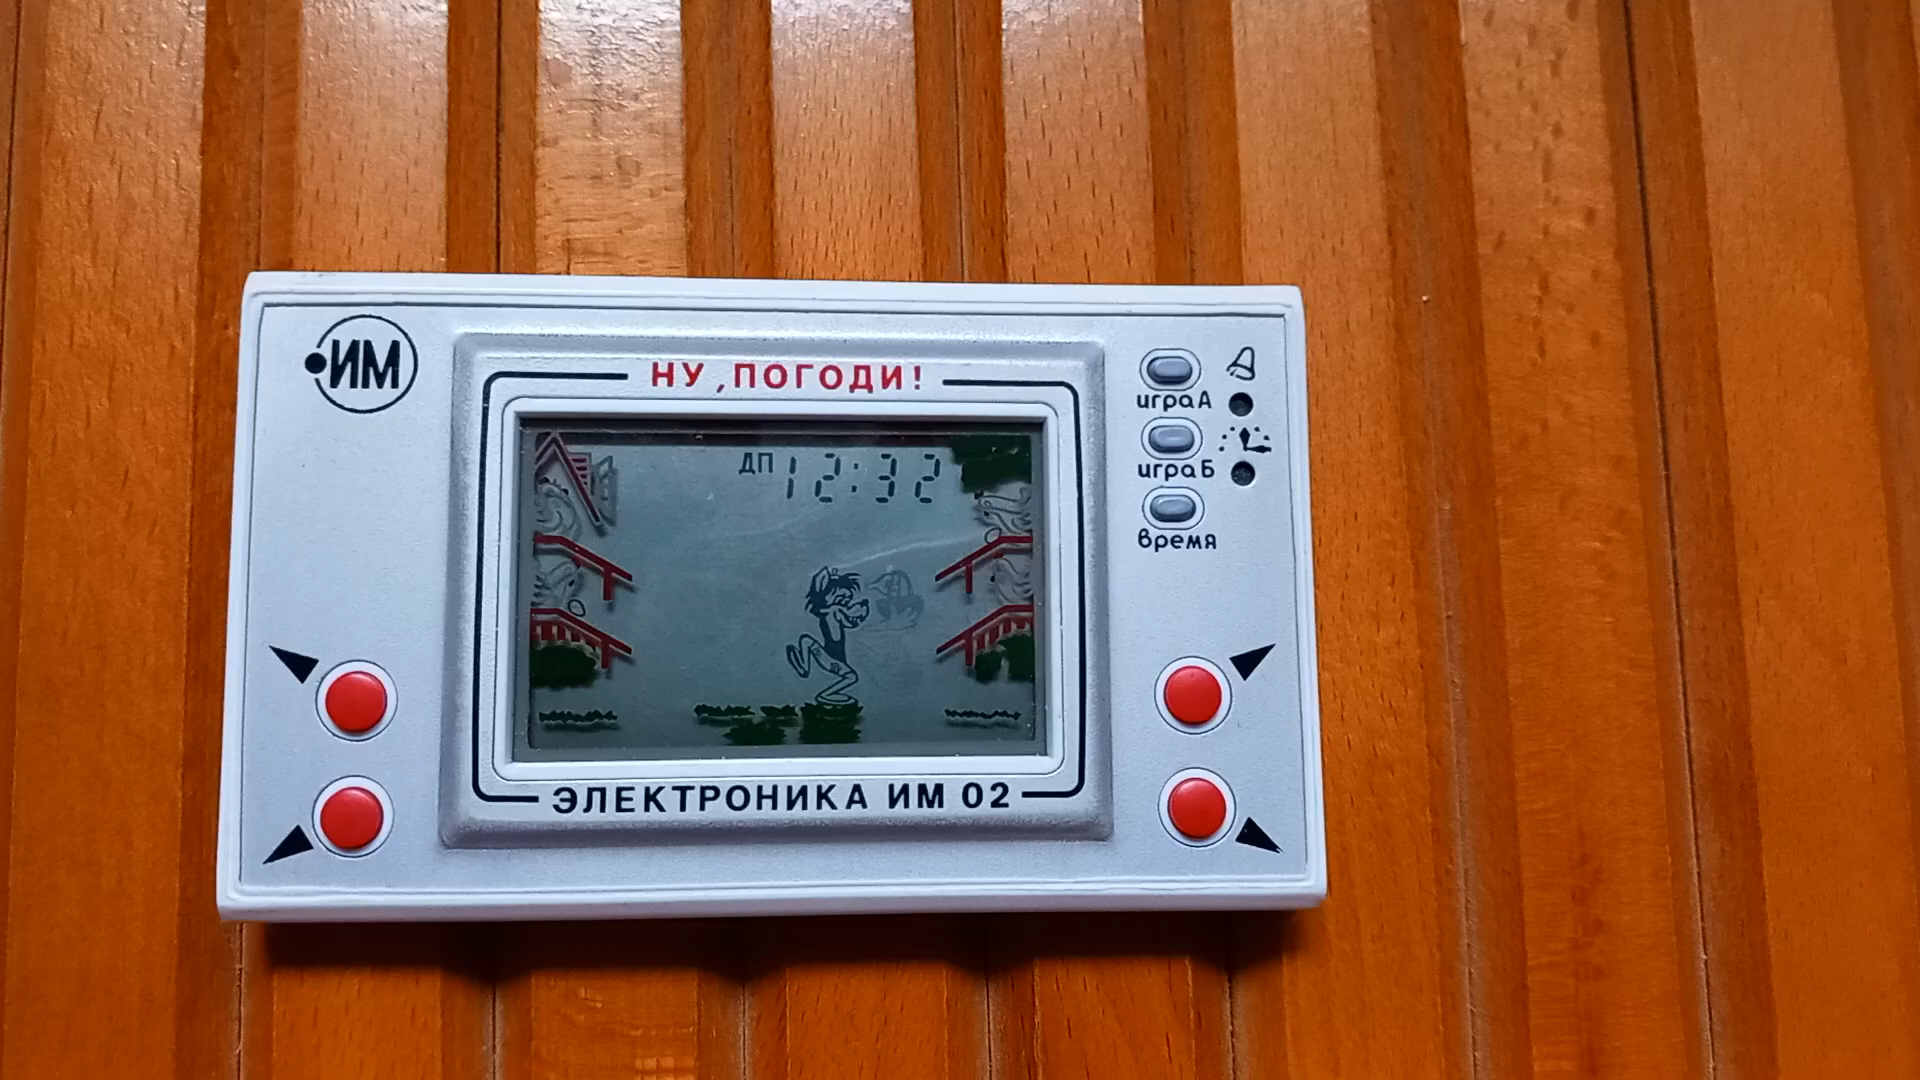 ИМ
НУ,ПОГОДИ!
игра А
игра Б
время
ДП 12:32
ЭЛЕКТРОНИКА ИМ 02